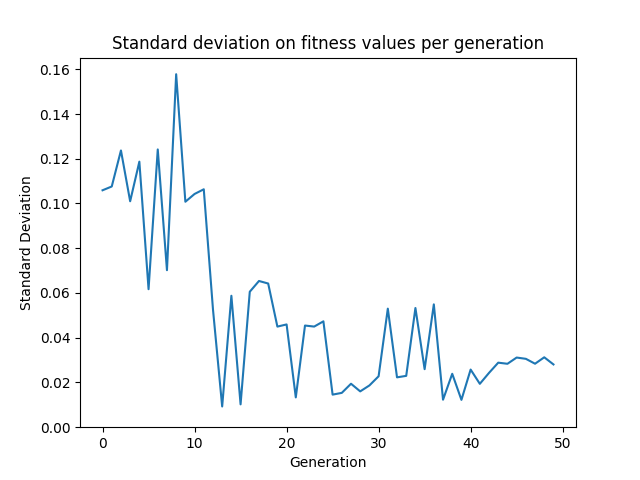 Standard deviation on fitness values per generation
0.16
0.14
0.12
0.10
0.08
0.06
0.04
0.02
0.00
Standard Deviation
0 10 20 30 40 50
Generation